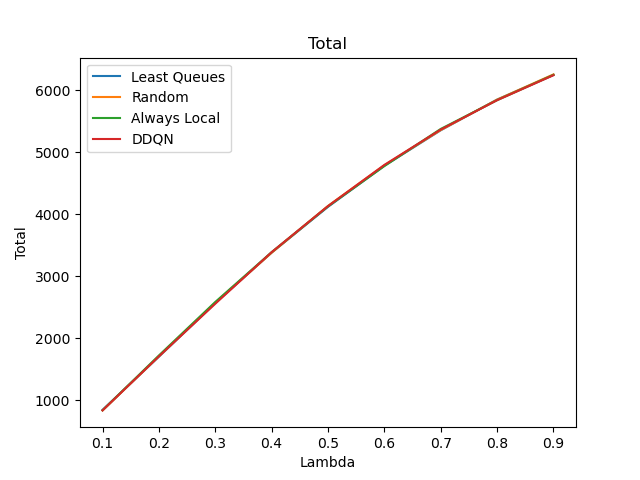 Total
Least Queues
Random
Always Local
DDQN
Total
6000
5000
4000
3000
2000
1000
0.1 0.2 0.3 0.4 0.5 0.6 0.7 0.8 0.9
Lambda